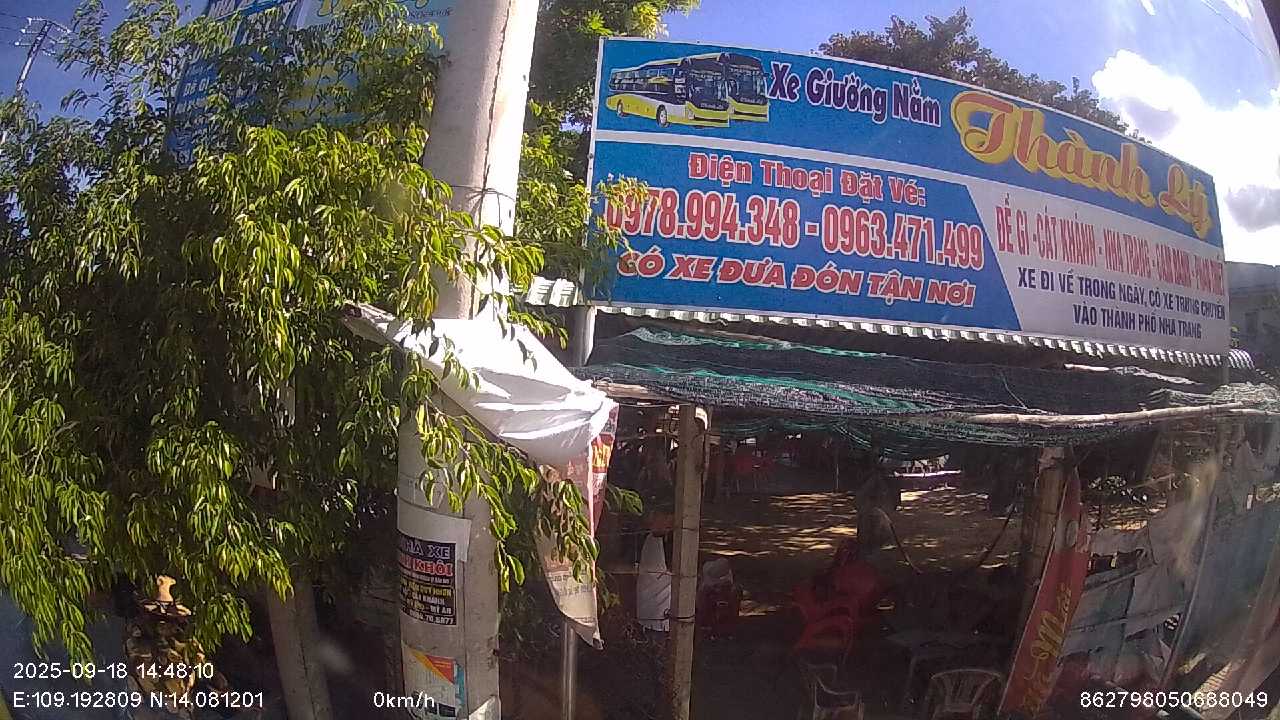 Xe Giường Nằm
Thành Lý
Điện Thoại Đặt Vé:
0978.994.348 - 0963.471.499
CÓ XE ĐƯA ĐÓN TẬN NƠI
ĐỀ GI - CÁT KHÁNH - NHA TRANG - CAM RANH - PHAN THIẾT
XE ĐI VỀ TRONG NGÀY, CÓ XE TRUNG CHUYỂN
VÀO THÀNH PHỐ NHA TRANG
XE
KHÔI
2025-09-18 14:48:10
E:109.192809 N:14.081201
0km/h
862798050688049